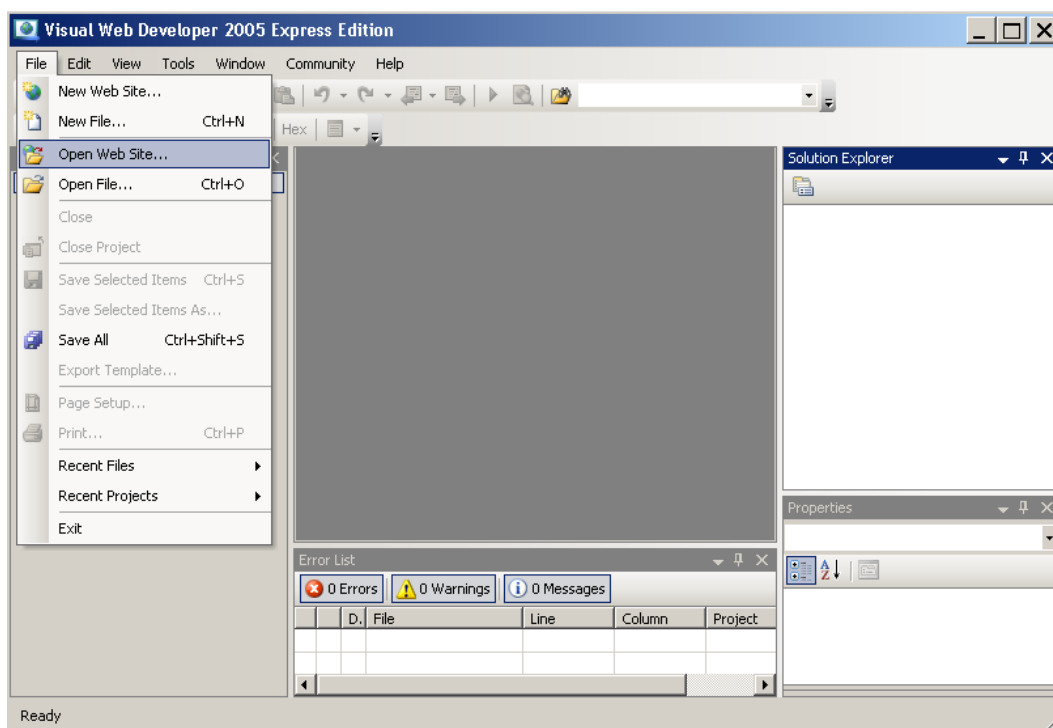 Visual Web Developer 2005 Express Edition
File Edit View Tools Window Community Help
New Web Site...
New File... Ctrl+N
Hex
Open Web Site...
Open File... Ctrl+O
Close
Close Project
Save Selected Items Ctrl+S
Save Selected Items As...
Save All Ctrl+Shift+S
Export Template...
Page Setup...
Print... Ctrl+P
Recent Files
Recent Projects
Exit
Solution Explorer
Properties
Error List
0 Errors 0 Warnings 0 Messages
D. File Line Column Project
Ready